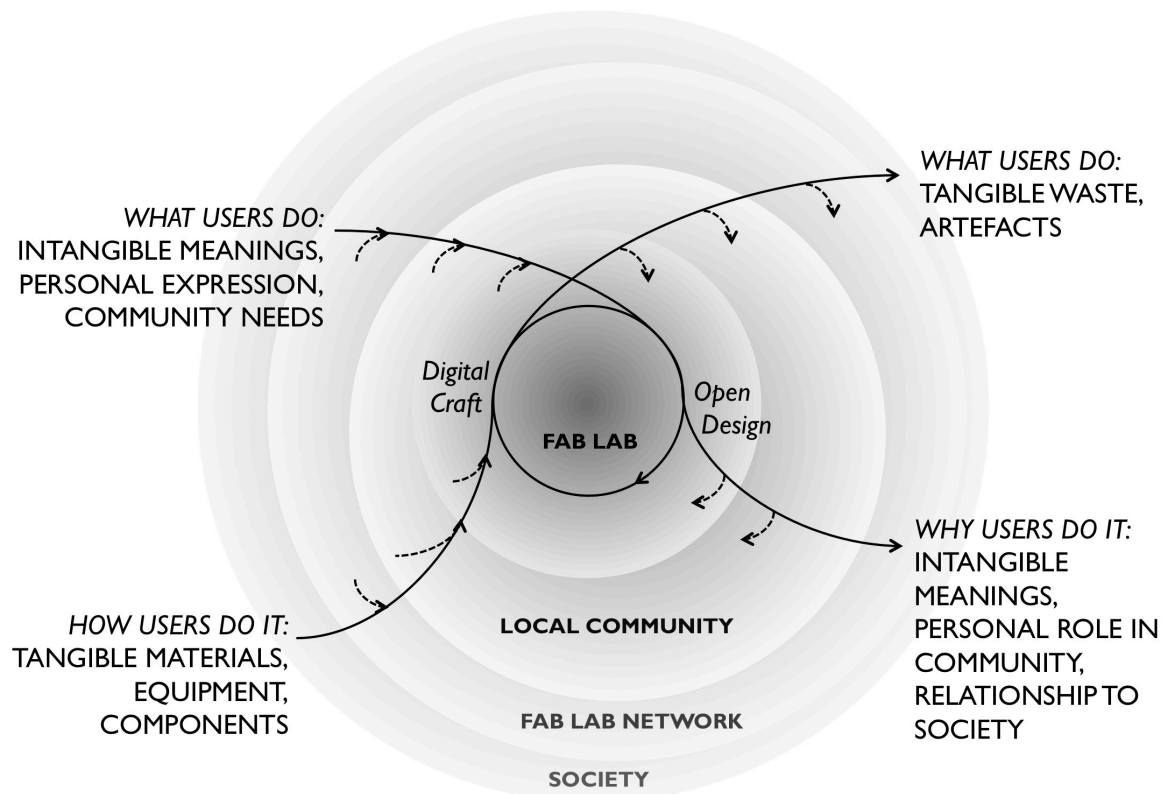 WHAT USERS DO:
INTANGIBLE MEANINGS,
PERSONAL EXPRESSION,
COMMUNITY NEEDS
WHAT USERS DO:
TANGIBLE WASTE,
ARTEFACTS
Digital
Craft
FAB LAB
Open
Design
HOW USERS DO IT:
TANGIBLE MATERIALS,
EQUIPMENT,
COMPONENTS
WHY USERS DO IT:
INTANGIBLE
MEANINGS,
PERSONAL ROLE IN
COMMUNITY,
RELATIONSHIP TO
SOCIETY
LOCAL COMMUNITY
FAB LAB NETWORK
SOCIETY